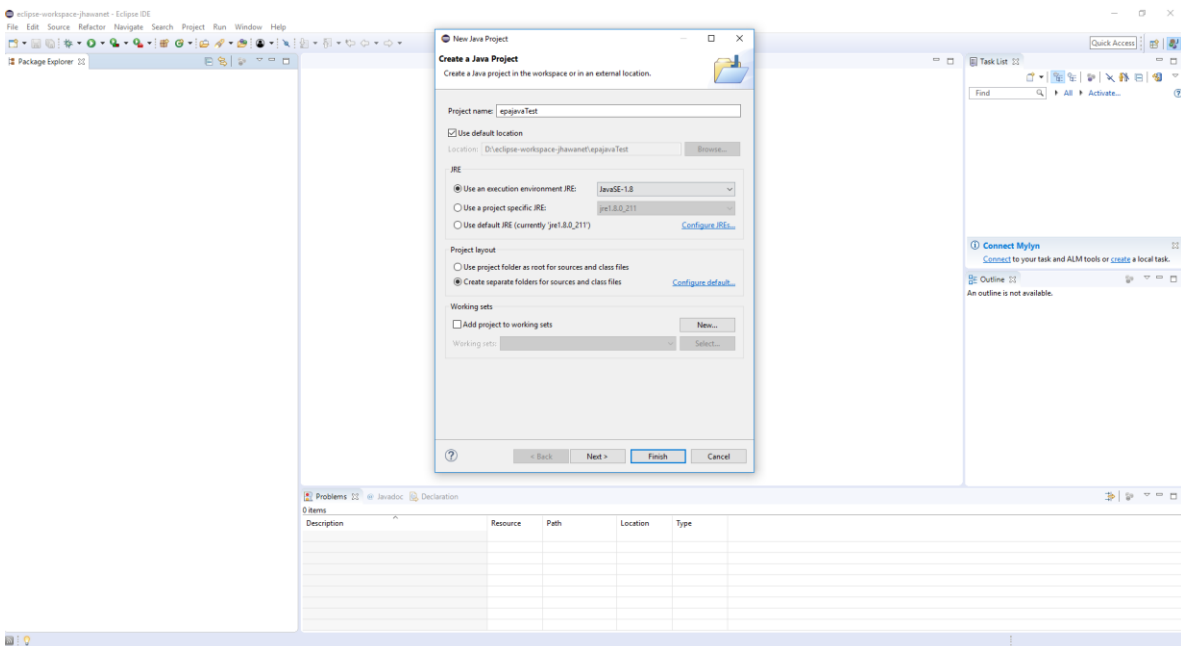 eclipse-workspace-jhawanet - Eclipse IDE
File Edit Source Refactor Navigate Search Project Run Window Help
Quick Access
Package Explorer
New Java Project
Create a Java Project
Create a Java project in the workspace or in an external location.
Project name: epajavaTest
Use default location
Location: D:\eclipse-workspace-jhawanet\epajavaTest Browse...
JRE
Use an execution environment JRE: JavaSE-1.8
Use a project specific JRE: jre1.8.0_211
Use default JRE (currently 'jre1.8.0_211') Configure JREs...
Project layout
Use project folder as root for sources and class files
Create separate folders for sources and class files Configure default...
Working sets
Add project to working sets New...
Working sets: Select...
< Back Next > Finish Cancel
Task List
Find All Activate...
Connect Mylyn
Connect to your task and ALM tools or create a local task.
Outline
An outline is not available.
Problems Javadoc Declaration
0 items
Description Resource Path Location Type